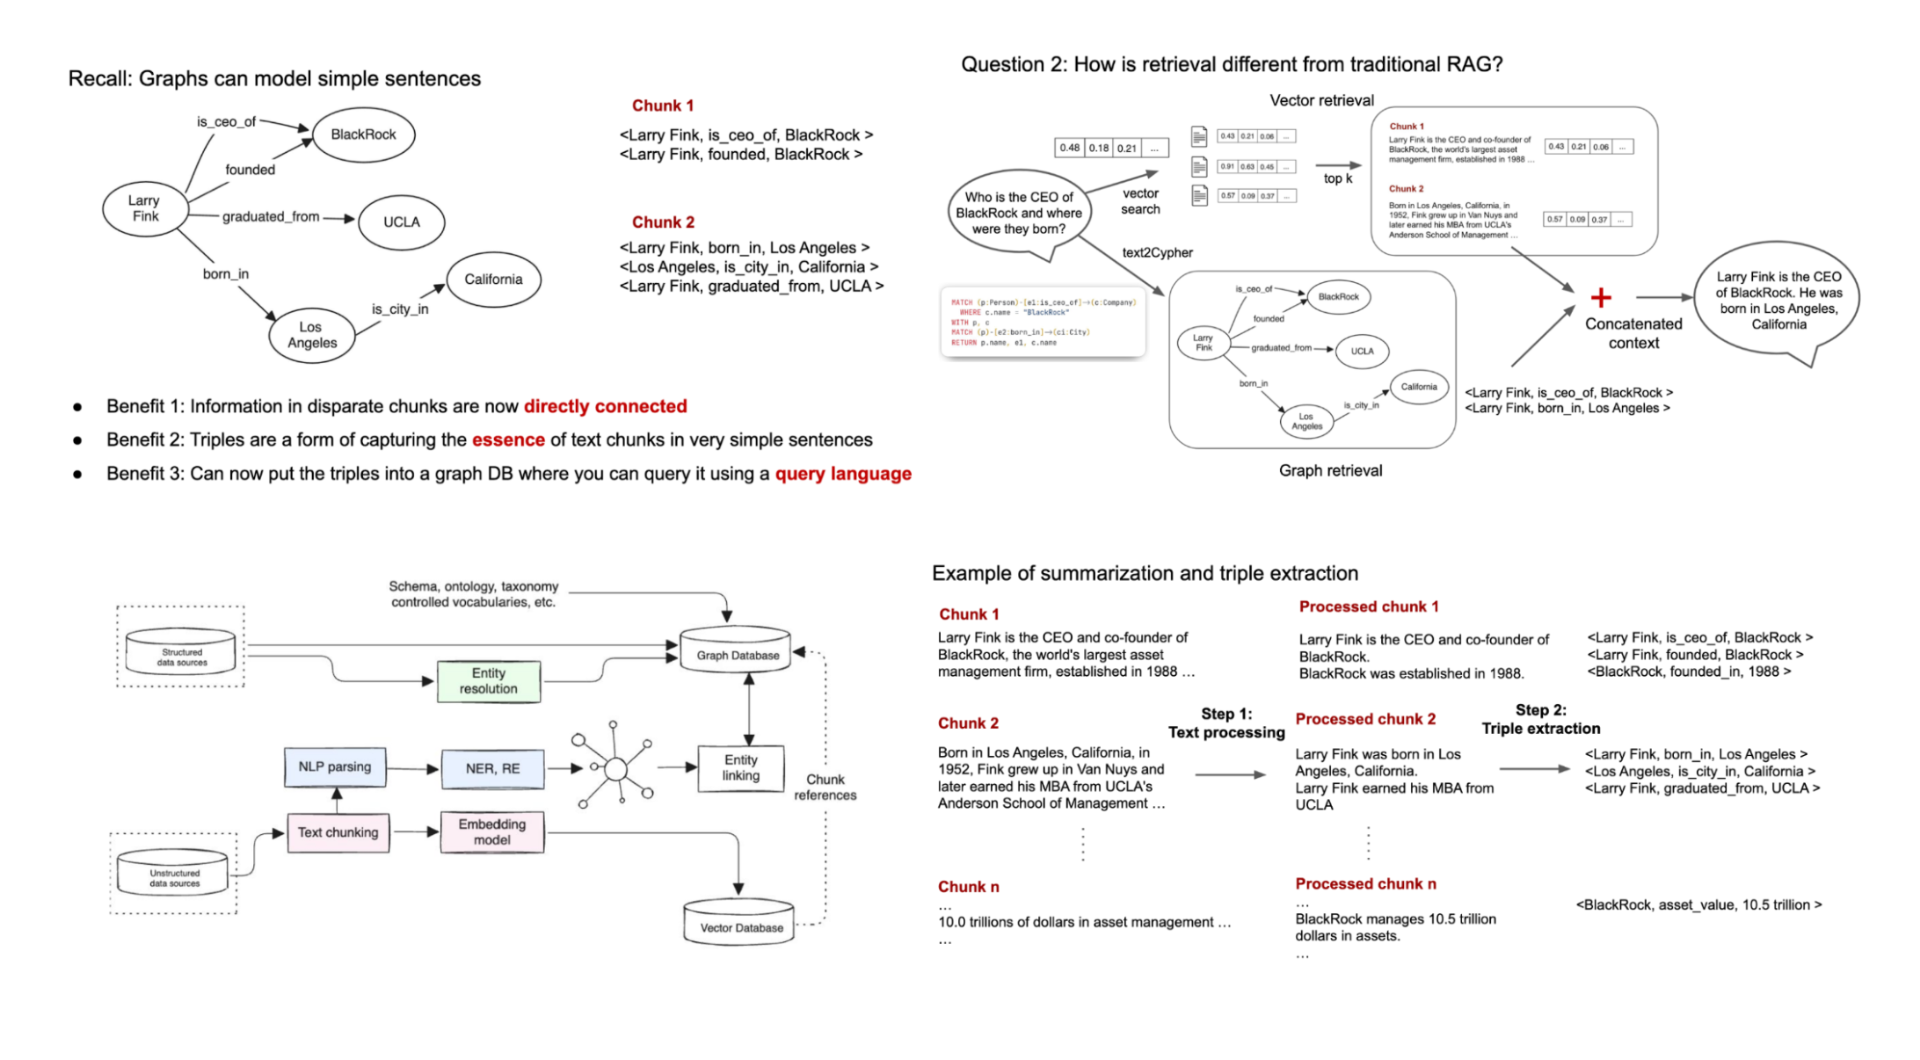 Recall: Graphs can model simple sentences
is_ceo_of
BlackRock
founded
Larry
Fink
graduated_from
UCLA
born_in
California
is_city_in
Los
Angeles
Chunk 1
<Larry Fink, is_ceo_of, BlackRock >
<Larry Fink, founded, BlackRock >
Chunk 2
<Larry Fink, born_in, Los Angeles >
<Los Angeles, is_city_in, California >
<Larry Fink, graduated_from, UCLA >
● Benefit 1: Information in disparate chunks are now directly connected
● Benefit 2: Triples are a form of capturing the essence of text chunks in very simple sentences
● Benefit 3: Can now put the triples into a graph DB where you can query it using a query language
Question 2: How is retrieval different from traditional RAG?
Vector retrieval
0.48 0.18 0.21 ...
0.43 0.21 0.06 ...
0.91 0.63 0.45 ...
0.57 0.09 0.37 ...
Who is the CEO of
BlackRock and where
were they born?
vector
search
top k
Chunk 1
Larry Fink is the CEO and co-founder of
BlackRock, the world's largest asset
management firm, established in 1988 ...
0.43 0.21 0.06 ...
Chunk 2
Born in Los Angeles, California, in
1952, Fink grew up in Van Nuys and
later earned his MBA from UCLA's
Anderson School of Management ...
0.57 0.09 0.37 ...
text2Cypher
MATCH (p:Person)-[e1:is_ceo_of]->(c:Company)
WHERE c.name = "BlackRock"
WITH p, c
MATCH (p)-[e2:born_in]->(ci:City)
RETURN p.name, e1, c.name
is_ceo_of
BlackRock
founded
Larry
Fink
graduated_from
UCLA
born_in
California
is_city_in
Los
Angeles
Graph retrieval
+
Concatenated
context
<Larry Fink, is_ceo_of, BlackRock >
<Larry Fink, born_in, Los Angeles >
Larry Fink is the CEO
of BlackRock. He was
born in Los Angeles,
California
Schema, ontology, taxonomy
controlled vocabularies, etc.
Structured
data sources
Graph Database
Entity
resolution
NLP parsing
NER, RE
Entity
linking
Chunk
references
Text chunking
Embedding
model
Unstructured
data sources
Vector Database
Example of summarization and triple extraction
Chunk 1
Larry Fink is the CEO and co-founder of
BlackRock, the world's largest asset
management firm, established in 1988 ...
Processed chunk 1
Larry Fink is the CEO and co-founder of
BlackRock.
BlackRock was established in 1988.
<Larry Fink, is_ceo_of, BlackRock >
<Larry Fink, founded, BlackRock >
<BlackRock, founded_in, 1988 >
Chunk 2
Born in Los Angeles, California, in
1952, Fink grew up in Van Nuys and
later earned his MBA from UCLA's
Anderson School of Management ...
Step 1:
Text processing
Processed chunk 2
Larry Fink was born in Los
Angeles, California.
Larry Fink earned his MBA from
UCLA
Step 2:
Triple extraction
<Larry Fink, born_in, Los Angeles >
<Los Angeles, is_city_in, California >
<Larry Fink, graduated_from, UCLA >
Chunk n
...
10.0 trillions of dollars in asset management ...
...
Processed chunk n
...
BlackRock manages 10.5 trillion
dollars in assets.
...
<BlackRock, asset_value, 10.5 trillion >